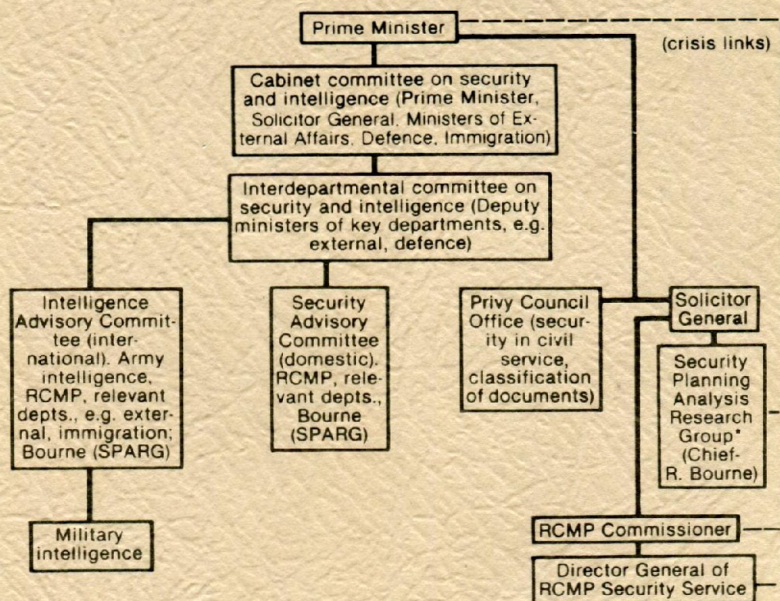 Prime Minister
(crisis links)
Cabinet committee on security
and intelligence (Prime Minister,
Solicitor General, Ministers of Ex-
ternal Affairs, Defence, Immigration)
Interdepartmental committee on
security and intelligence (Deputy
ministers of key departments, e.g.
external, defence)
Intelligence
Advisory Commit-
tee (inter-
national). Army
intelligence,
RCMP, relevant
depts., e.g. exter-
nal, immigration;
Bourne (SPARG)
Security
Advisory
Committee
(domestic).
RCMP, rele-
vant depts.,
Bourne
(SPARG)
Privy Council
Office (secur-
ity in civil
service,
classification
of documents)
Solicitor
General
Security
Planning
Analysis
Research
Group*
(Chief-
R. Bourne)
Military
intelligence
RCMP Commissioner
Director General of
RCMP Security Service